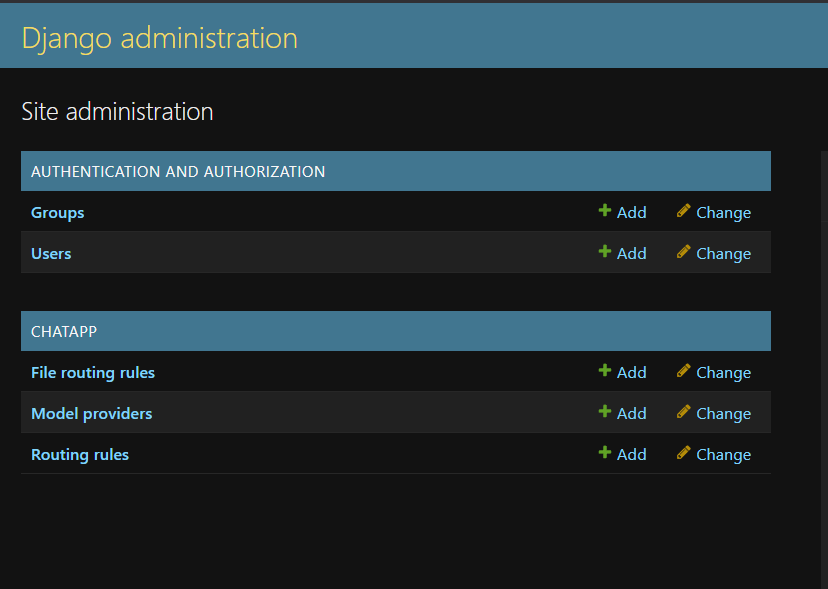 Django administration
Site administration
AUTHENTICATION AND AUTHORIZATION
Groups Add Change
Users Add Change
CHATAPP
File routing rules Add Change
Model providers Add Change
Routing rules Add Change